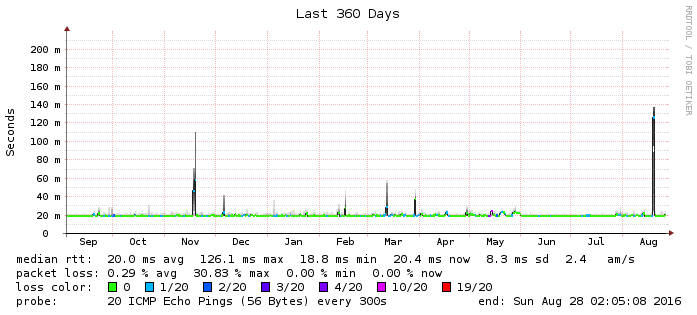 Last 360 Days
RRDTOOL / TOBI OETIKER
Seconds
200 m
180 m
160 m
140 m
120 m
100 m
80 m
60 m
40 m
20 m
0
Sep Oct Nov Dec Jan Feb Mar Apr May Jun Jul Aug
median rtt: 20.0 ms avg 126.1 ms max 18.8 ms min 20.4 ms now 8.3 ms sd 2.4 am/s
packet loss: 0.29 % avg 30.83 % max 0.00 % min 0.00 % now
loss color: 0 1/20 2/20 3/20 4/20 10/20 19/20
probe: 20 ICMP Echo Pings (56 Bytes) every 300s end: Sun Aug 28 02:05:08 2016